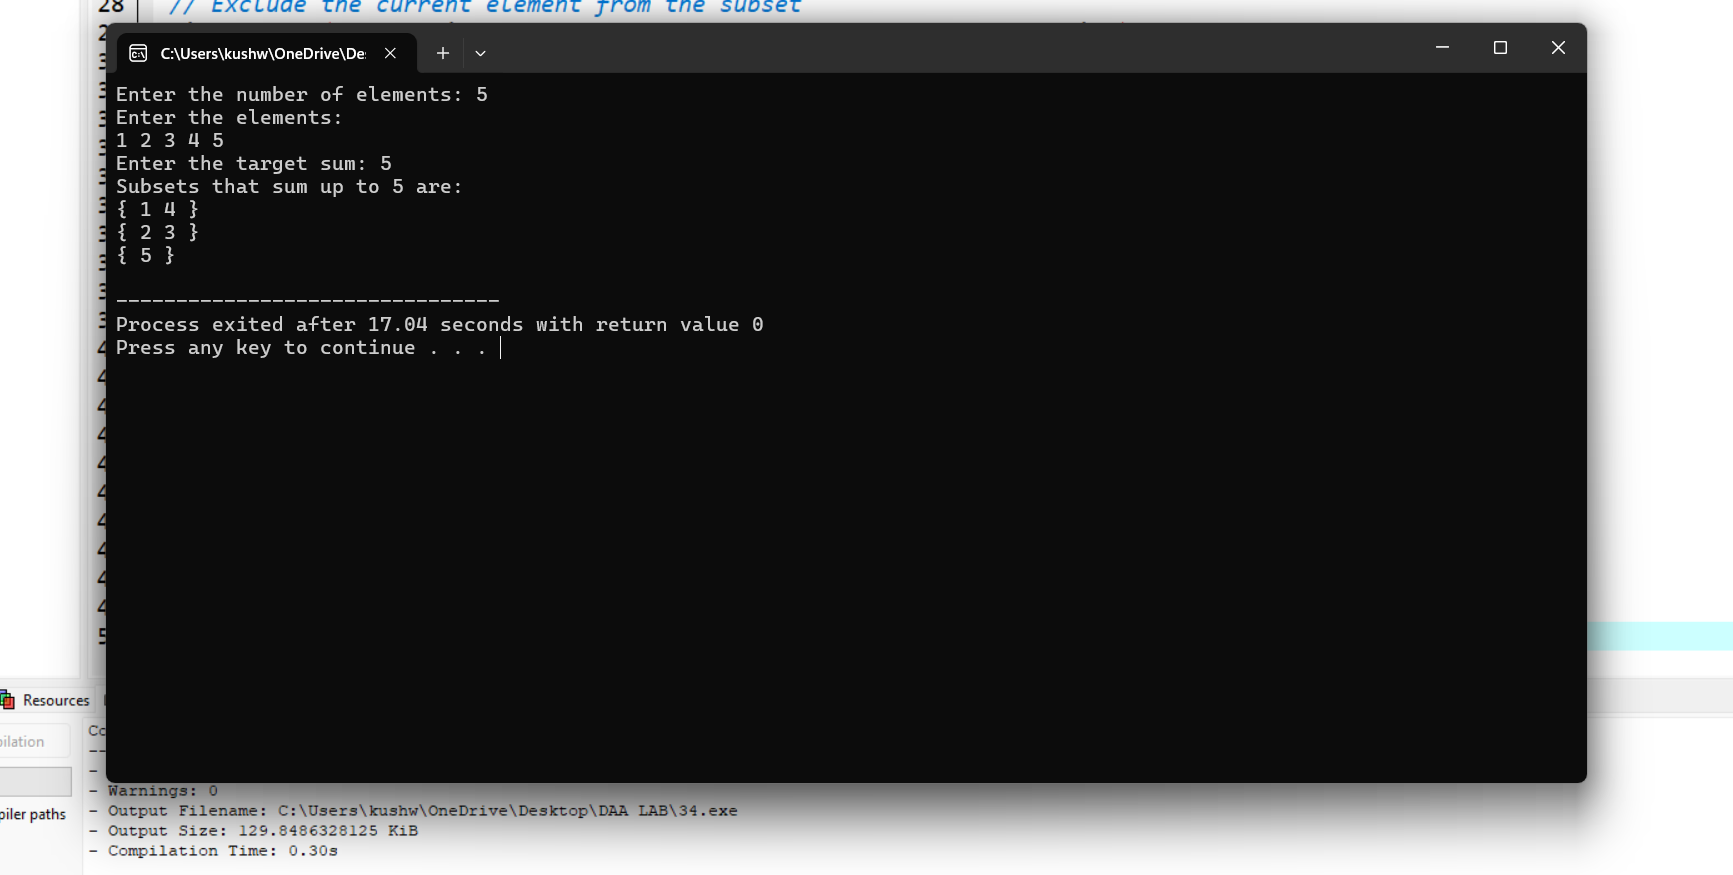 28 // Exclude the current element from the subset
C:\Users\kushw\OneDrive\De
Enter the number of elements: 5
Enter the elements:
1 2 3 4 5
Enter the target sum: 5
Subsets that sum up to 5 are:
{ 1 4 }
{ 2 3 }
{ 5 }
--------------------------------
Process exited after 17.04 seconds with return value 0
Press any key to continue . . .
Resources
- Warnings: 0
- Output Filename: C:\Users\kushw\OneDrive\Desktop\DAA LAB\34.exe
- Output Size: 129.8486328125 KiB
- Compilation Time: 0.30s
ilation
piler paths